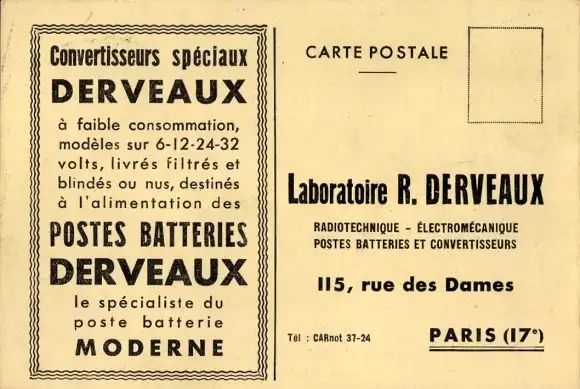 Convertisseurs spéciaux
DERVEAUX
à faible consommation,
modèles sur 6-12-24-32
volts, livrés filtrés et
blindés ou nus, destinés
à l'alimentation des
POSTES BATTERIES
DERVEAUX
le spécialiste du
poste batterie
MODERNE
CARTE POSTALE
Laboratoire R. DERVEAUX
RADIOTECHNIQUE - ÉLECTROMÉCANIQUE
POSTES BATTERIES ET CONVERTISSEURS
115, rue des Dames
Tél : CARnot 37-24
PARIS (17e)